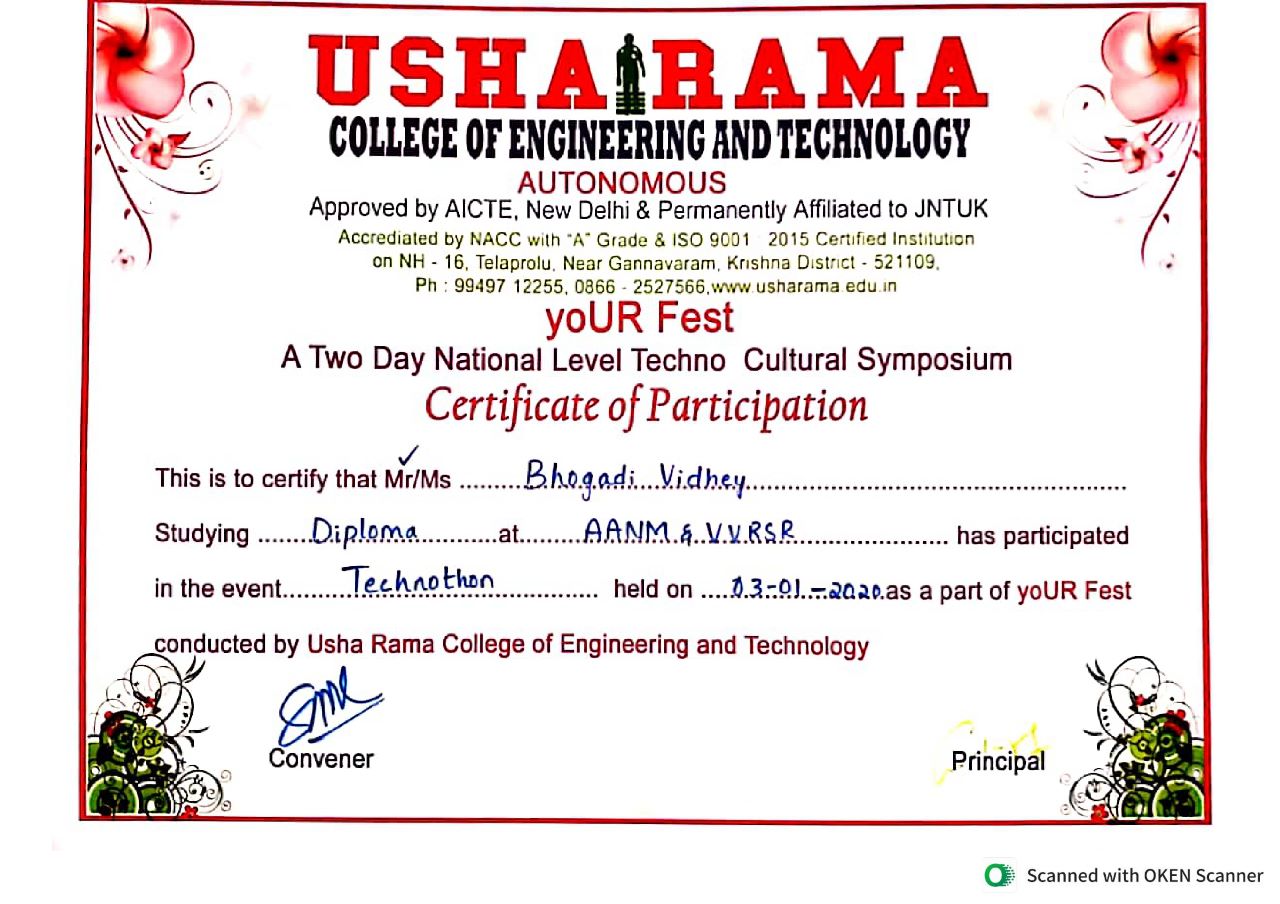 USHA RAMA
COLLEGE OF ENGINEERING AND TECHNOLOGY
AUTONOMOUS
Approved by AICTE, New Delhi & Permanently Affiliated to JNTUK
Accrediated by NACC with "A" Grade & ISO 9001 : 2015 Certified Institution
on NH - 16, Telaprolu, Near Gannavaram, Krishna District - 521109,
Ph : 99497 12255, 0866 - 2527566,www.usharama.edu.in
yoUR Fest
A Two Day National Level Techno Cultural Symposium
Certificate of Participation
This is to certify that Mr/Ms ......... Bhogadi Vidhey ..........
Studying ....... Diploma ............. at ......... AANM & VVRSR .................... has participated
in the event ......... Technothon ............... held on .... 03-01-2020 as a part of yoUR Fest
conducted by Usha Rama College of Engineering and Technology
Convener
Principal
Scanned with OKEN Scanner